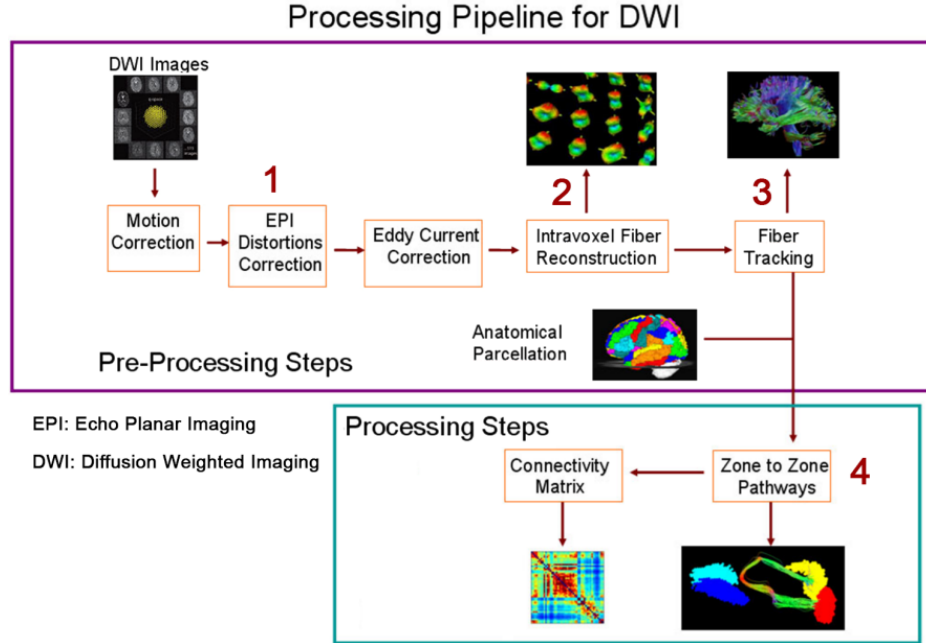 Processing Pipeline for DWI
DWI Images
1
2
3
Motion
Correction
EPI
Distortions
Correction
Eddy Current
Correction
Intravoxel Fiber
Reconstruction
Fiber
Tracking
Anatomical
Parcellation
Pre-Processing Steps
EPI: Echo Planar Imaging
DWI: Diffusion Weighted Imaging
Processing Steps
Connectivity
Matrix
Zone to Zone
Pathways
4